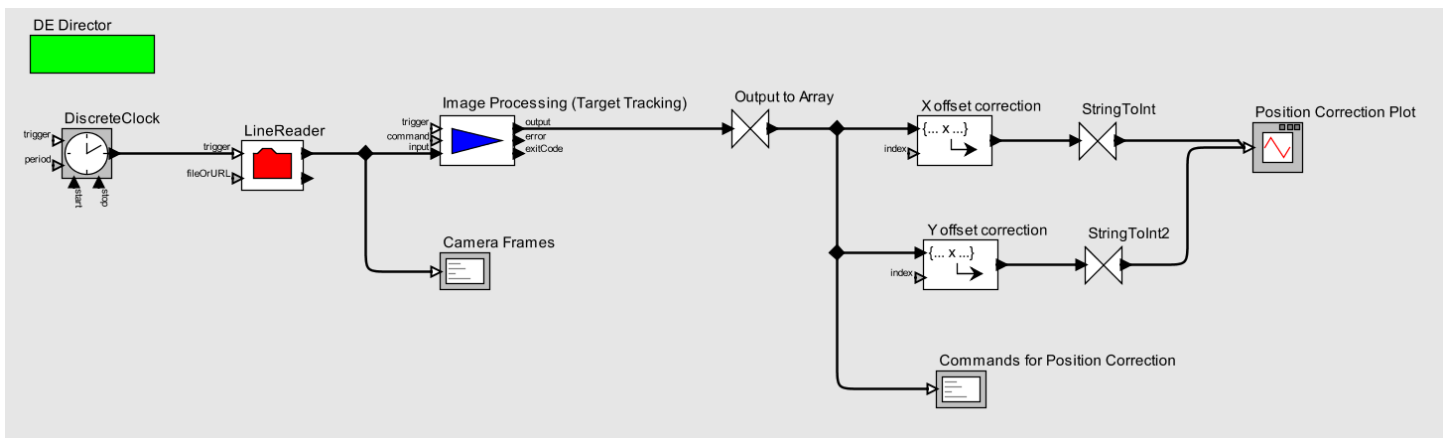 DE Director
DiscreteClock
trigger
period
start
stop
LineReader
trigger
fileOrURL
Image Processing (Target Tracking)
trigger
command
input
output
error
exitCode
Camera Frames
Output to Array
X offset correction
{... x ...}
index
StringToInt
Position Correction Plot
Y offset correction
{... x ...}
index
StringToInt2
Commands for Position Correction